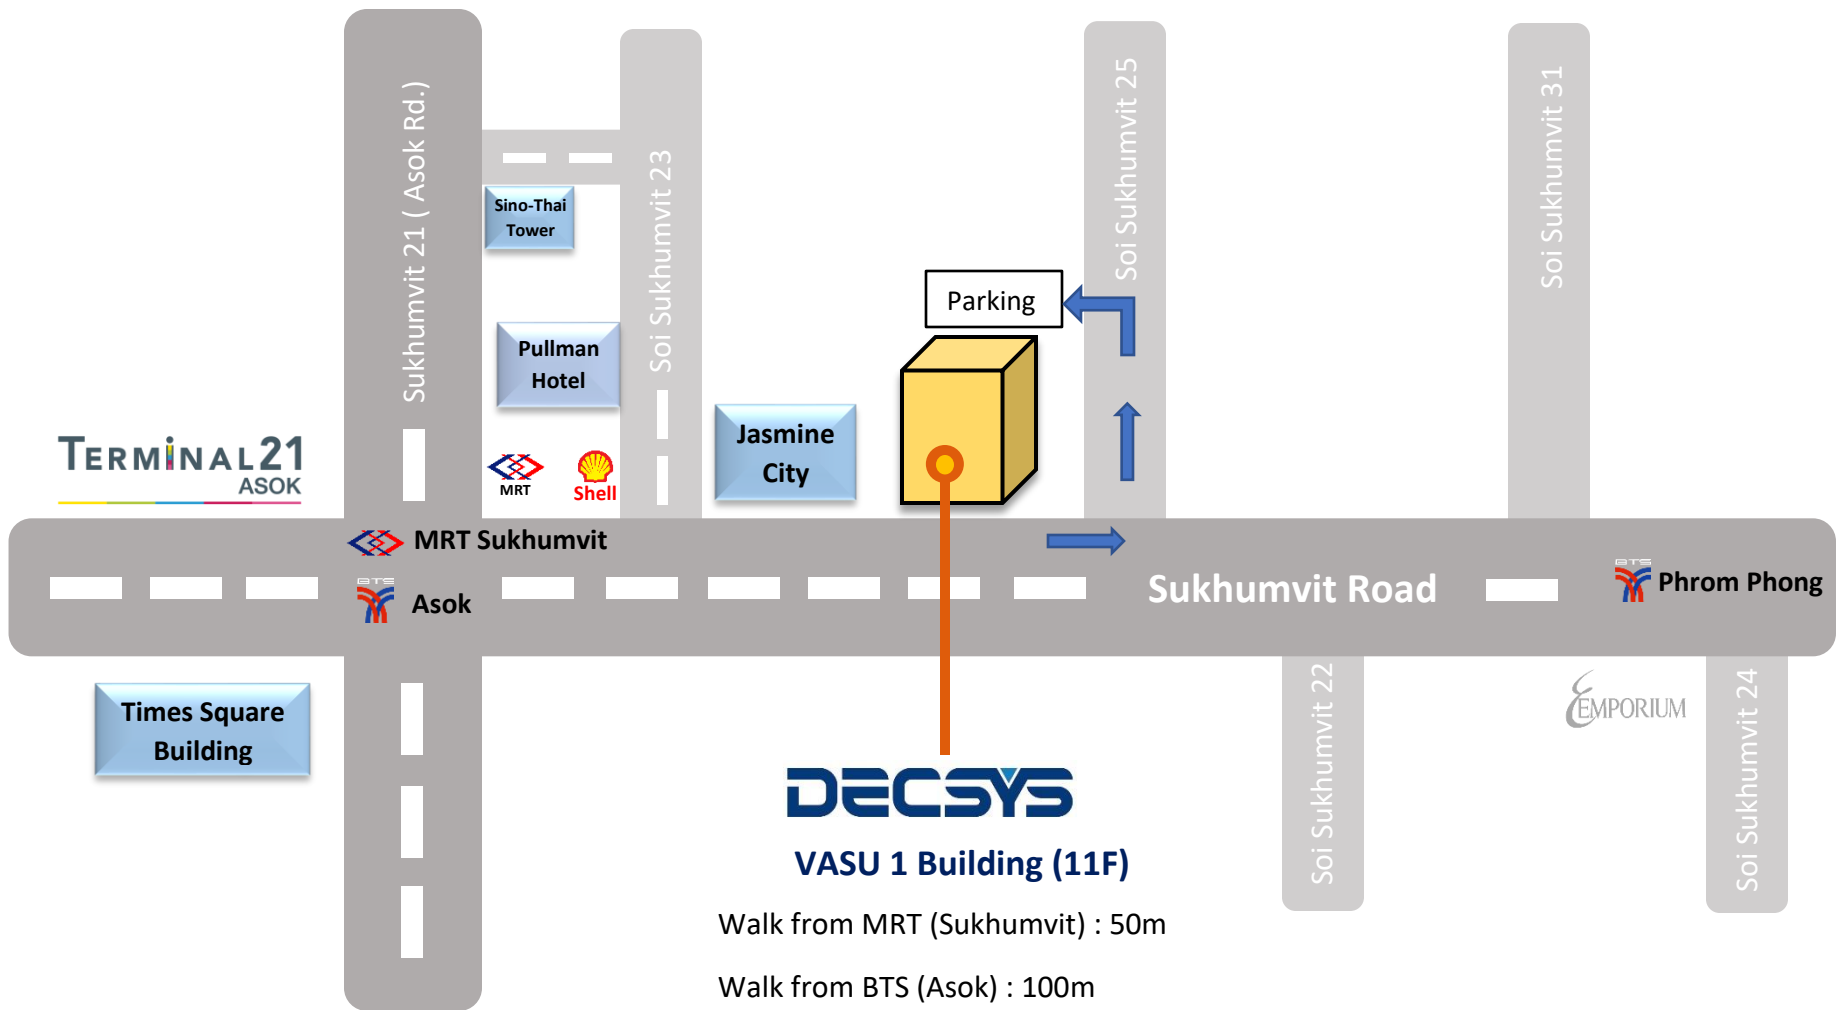 Sukhumvit 21 ( Asok Rd.)
Soi Sukhumvit 23
Soi Sukhumvit 25
Soi Sukhumvit 31
Sino-Thai
Tower
Parking
Pullman
Hotel
Jasmine
City
TERMINAL21
ASOK
MRT
Shell
MRT Sukhumvit
BTS
Asok
Sukhumvit Road
BTS
Phrom Phong
Times Square
Building
Soi Sukhumvit 22
EMPORIUM
Soi Sukhumvit 24
DECSYS
VASU 1 Building (11F)
Walk from MRT (Sukhumvit) : 50m
Walk from BTS (Asok) : 100m